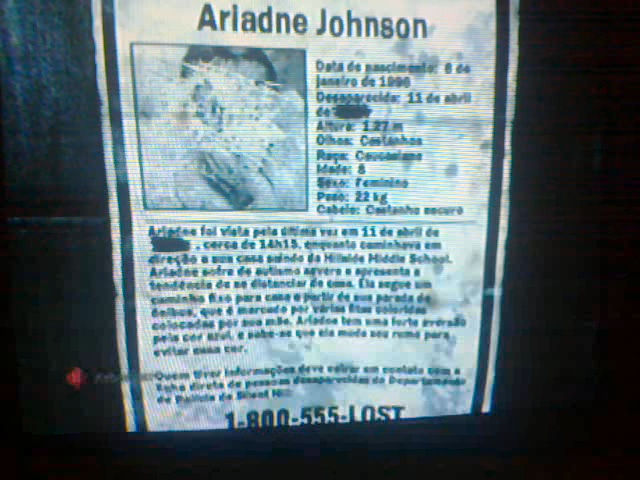 Ariadne Johnson
Data de nascimento: 6 de
janeiro de 1990
Desaparecida: 11 de abril
de
Altura: 1.27 m
Olhos: Castanhos
Raça: Caucasiana
Idade: 8
Sexo: Feminino
Peso: 22 kg
Cabelo: Castanho escuro
Ariadne foi vista pela última vez em 11 de abril de
, cerca de 14h15, enquanto caminhava em
direção a sua casa saindo da Hillside Middle School.
Ariadne sofre de autismo severo e apresenta a
tendência de se distanciar de casa. Ela segue um
caminho fixo para casa a partir de sua parada de
ônibus, que é marcado por várias fitas coloridas
colocadas por sua mãe. Ariadne tem uma forte aversão
pela cor azul, e sabe-se que ela muda seu rumo para
evitar essa cor.
Quem tiver informações deve entrar em contato com a
linha direta de pessoas desaparecidas do Departamento
de Polícia de Silent Hill
1-800-555-LOST